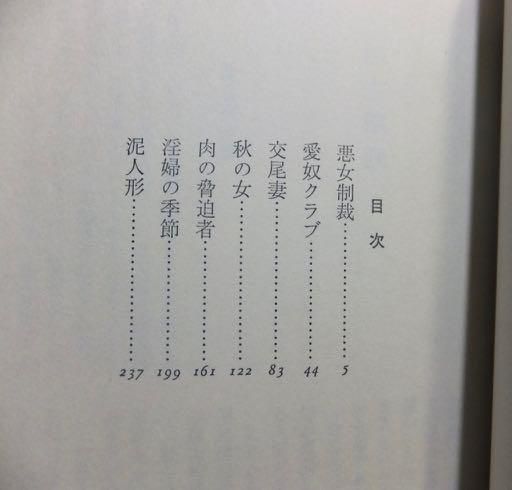 目次
悪女制裁……………5
愛奴クラブ…………44
交尾妻………………83
秋の女………………122
肉の脅迫者…………161
淫婦の季節…………199
泥人形………………237